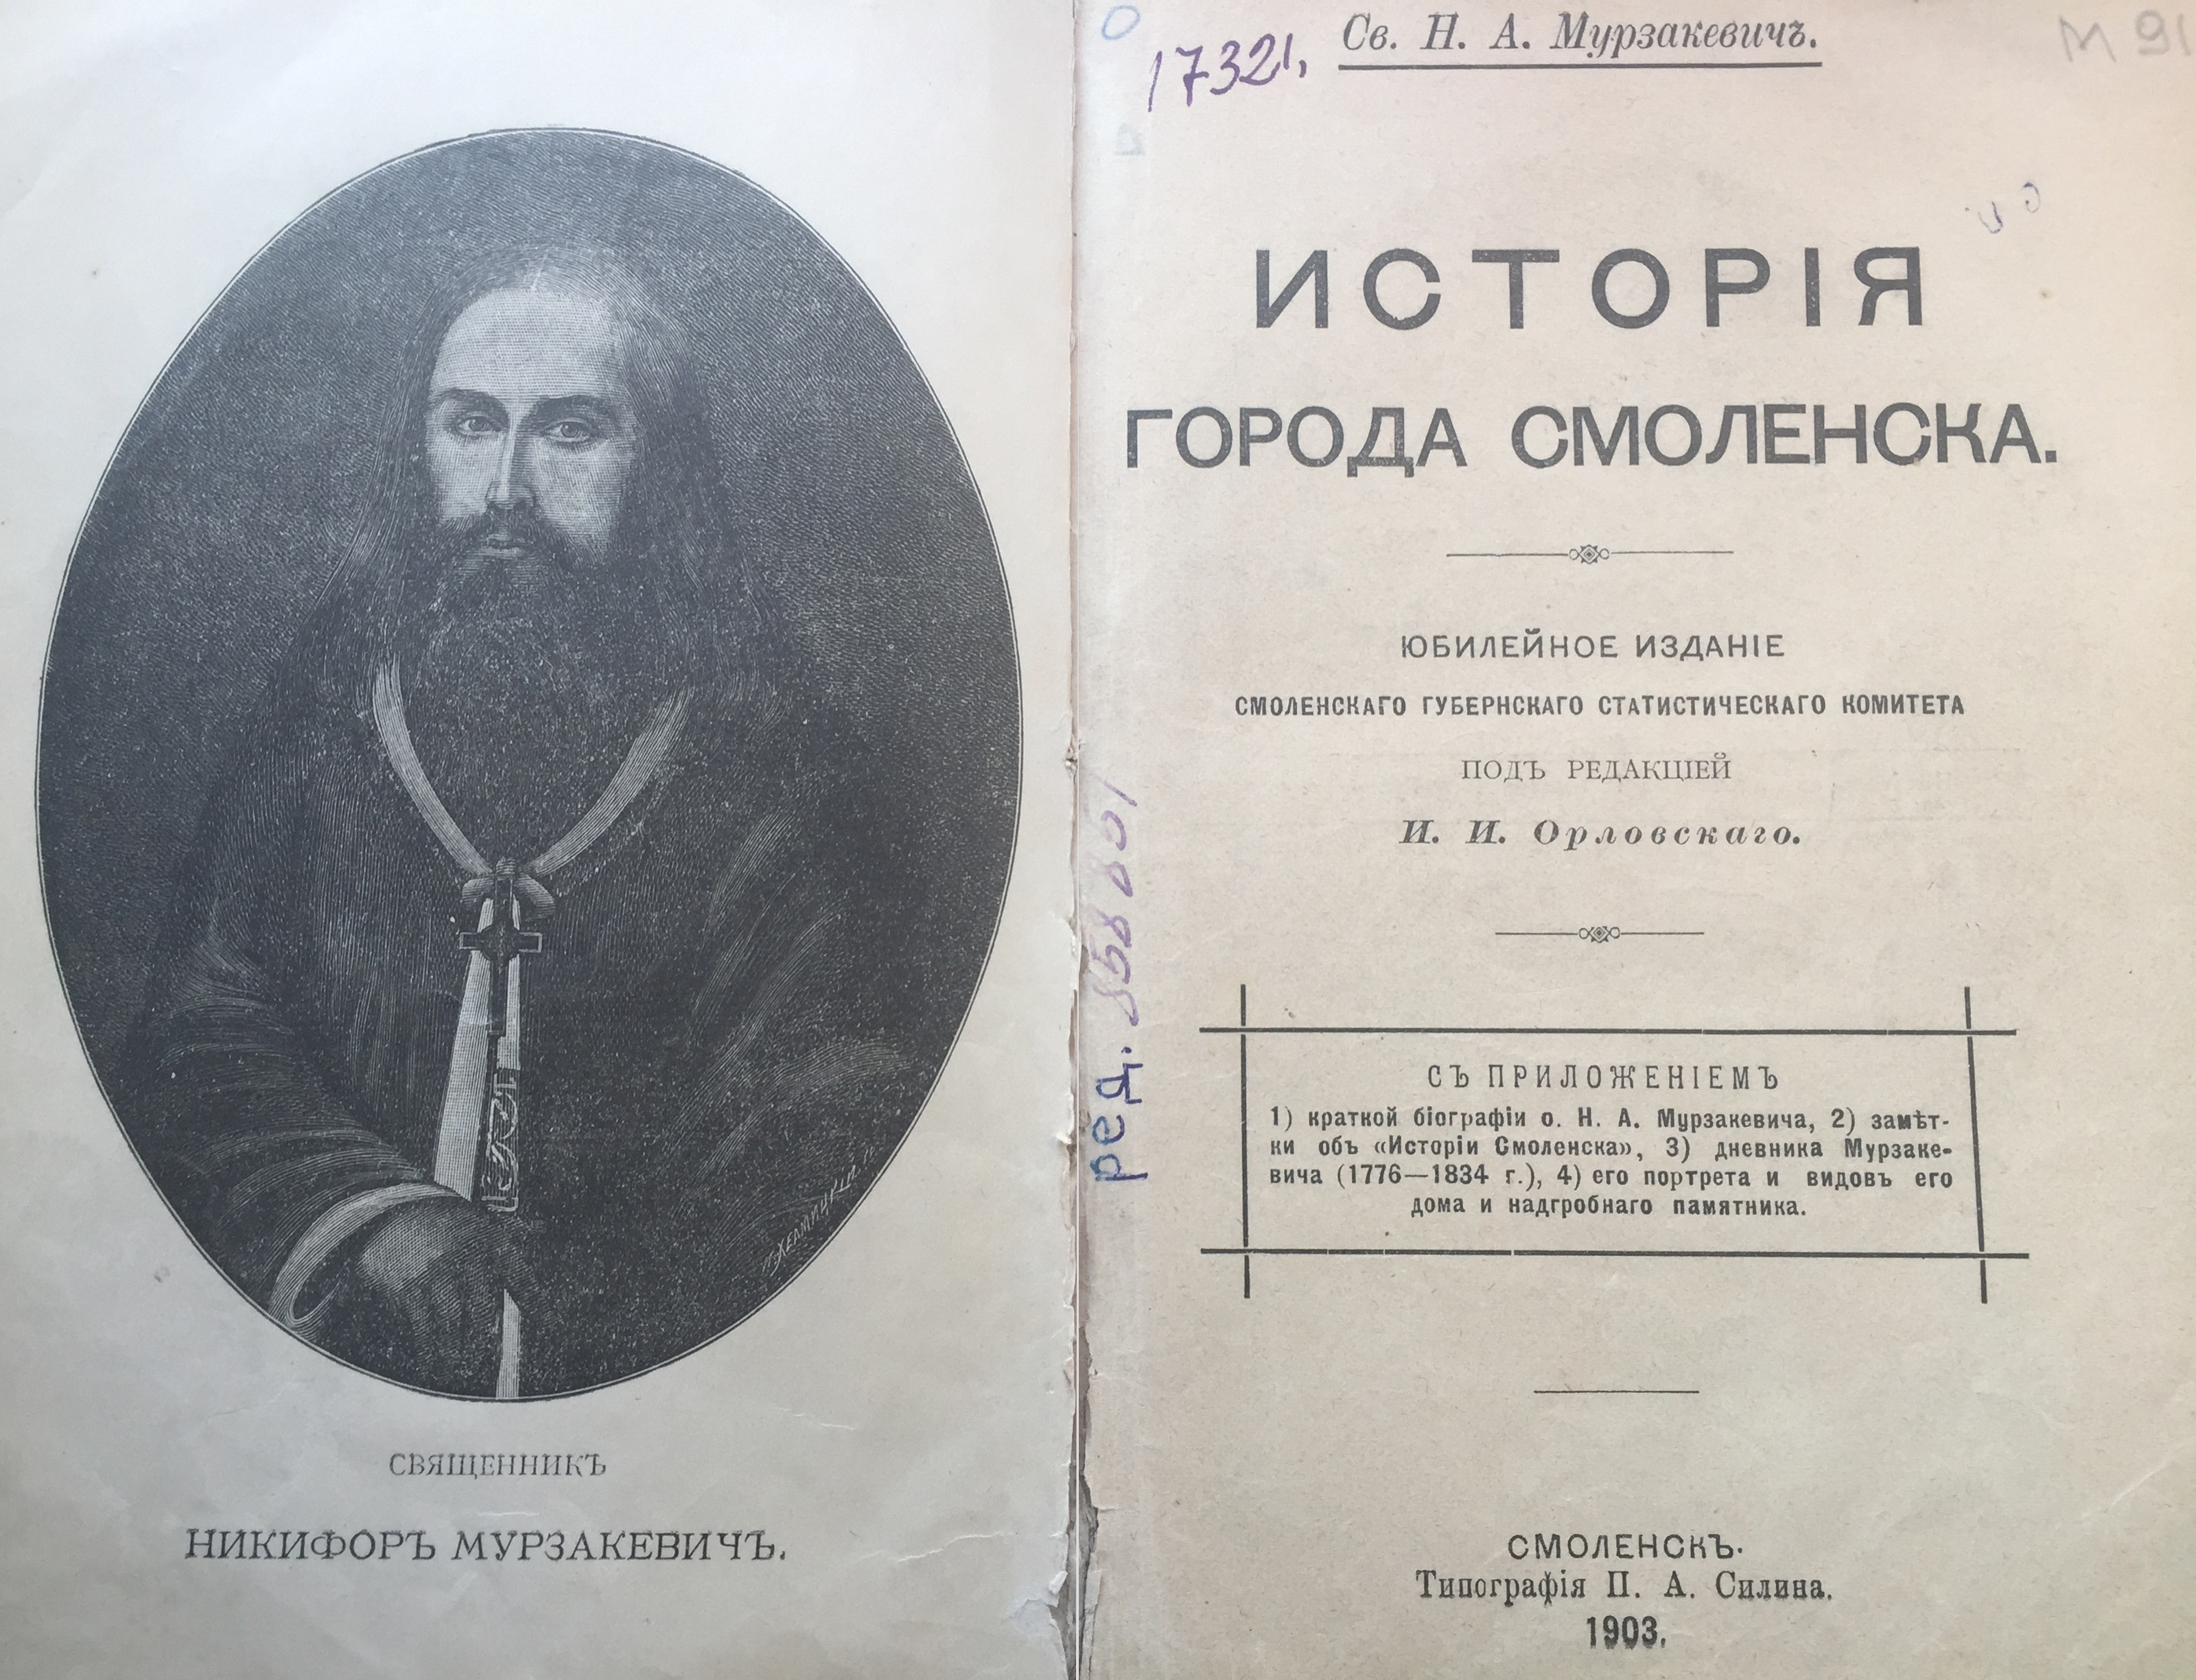 СВЯЩЕННИКЪ
НИКИФОРЪ МУРЗАКЕВИЧЪ.
17321,
Св. Н. А. Мурзакевичъ.
М 91
ИСТОРІЯ
ГОРОДА СМОЛЕНСКА.
ЮБИЛЕЙНОЕ ИЗДАНІЕ
СМОЛЕНСКАГО ГУБЕРНСКАГО СТАТИСТИЧЕСКАГО КОМИТЕТА
ПОДЪ РЕДАКЦІЕЙ
И. И. Орловскаго.
ред.
СЪ ПРИЛОЖЕНІЕМЪ
1) краткой біографіи о. Н. А. Мурзакевича, 2) замѣт-
ки объ «Исторіи Смоленска», 3) дневника Мурзаке-
вича (1776—1834 г.), 4) его портрета и видовъ его
дома и надгробнаго памятника.
СМОЛЕНСКЪ.
Типографія П. А. Силина.
1903.